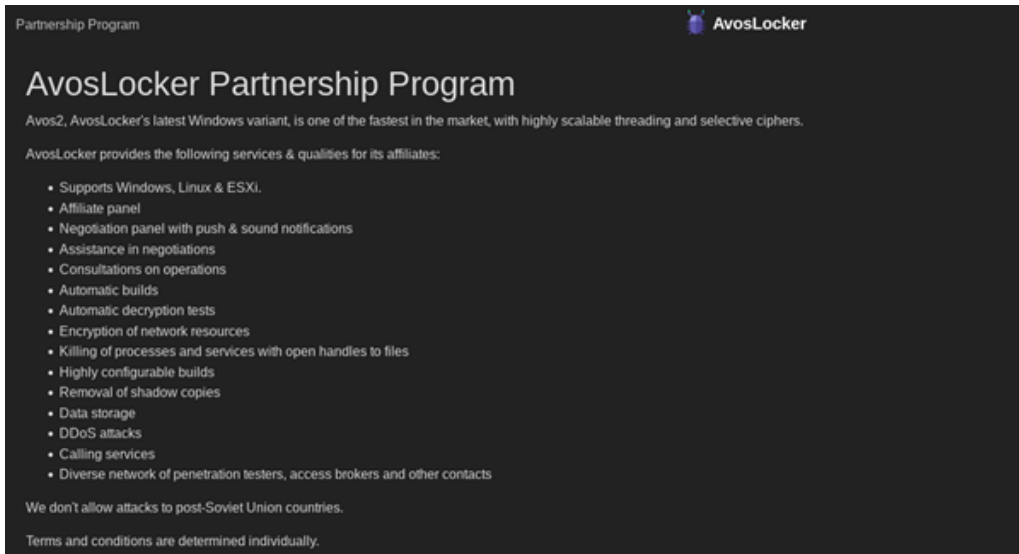 Partnership Program
AvosLocker
AvosLocker Partnership Program
Avos2, AvosLocker's latest Windows variant, is one of the fastest in the market, with highly scalable threading and selective ciphers.
AvosLocker provides the following services & qualities for its affiliates:
• Supports Windows, Linux & ESXi.
• Affiliate panel
• Negotiation panel with push & sound notifications
• Assistance in negotiations
• Consultations on operations
• Automatic builds
• Automatic decryption tests
• Encryption of network resources
• Killing of processes and services with open handles to files
• Highly configurable builds
• Removal of shadow copies
• Data storage
• DDoS attacks
• Calling services
• Diverse network of penetration testers, access brokers and other contacts
We don't allow attacks to post-Soviet Union countries.
Terms and conditions are determined individually.